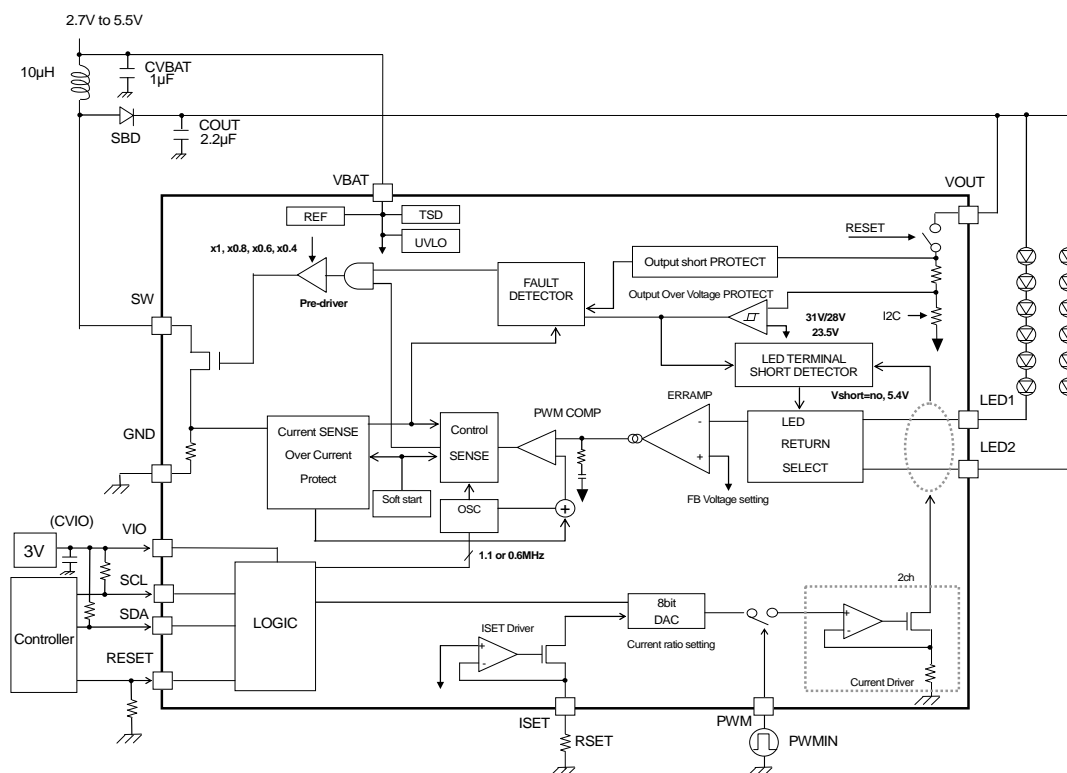 2.7V to 5.5V
10µH
CVBAT
1µF
SBD
COUT
2.2µF
VBAT
VOUT
REF
TSD
UVLO
RESET
x1, x0.8, x0.6, x0.4
Pre-driver
FAULT
DETECTOR
Output short PROTECT
Output Over Voltage PROTECT
31V/28V
23.5V
I2C
SW
LED TERMINAL
SHORT DETECTOR
Vshort=no, 5.4V
LED1
LED2
GND
Current SENSE
Over Current
Protect
Control
SENSE
PWM COMP
ERRAMP
-
+
LED
RETURN
SELECT
FB Voltage setting
Soft start
OSC
+
1.1 or 0.6MHz
(CVIO)
VIO
3V
SCL
SDA
Controller
RESET
LOGIC
ISET Driver
+
-
8bit
DAC
Current ratio setting
2ch
+
-
Current Driver
ISET
RSET
PWM
PWMIN